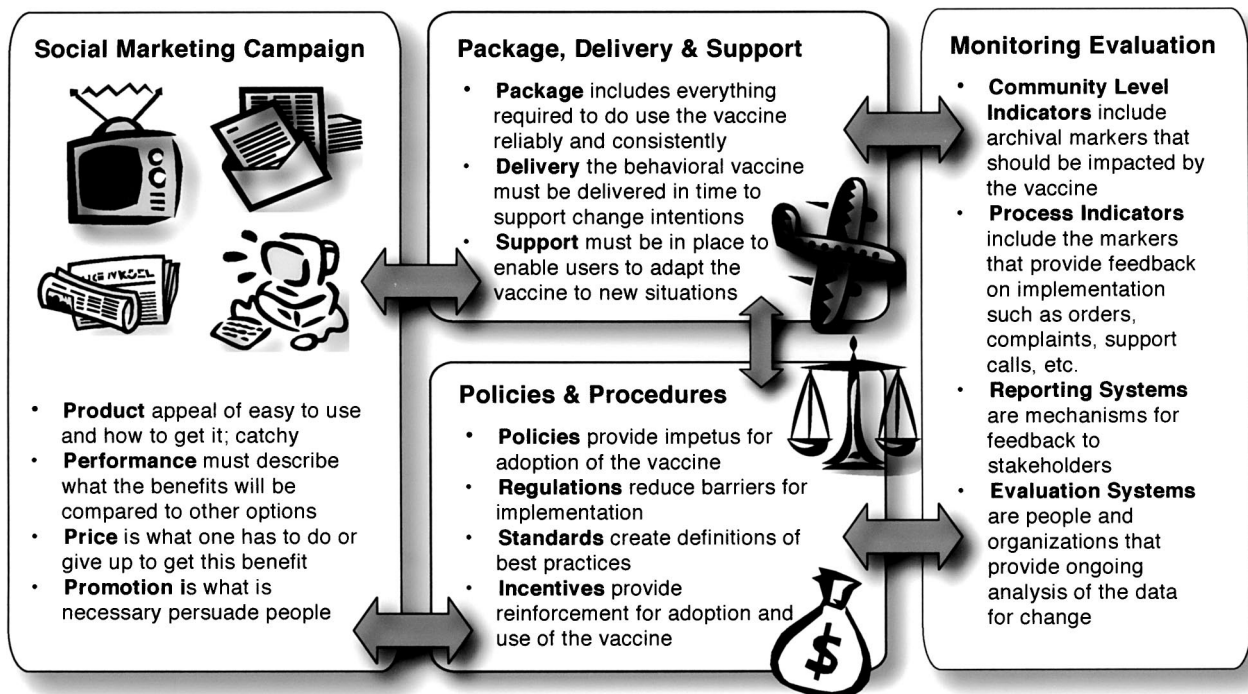 Social Marketing Campaign
• Product appeal of easy to use
and how to get it; catchy
• Performance must describe
what the benefits will be
compared to other options
• Price is what one has to do or
give up to get this benefit
• Promotion is what is
necessary persuade people
Package, Delivery & Support
• Package includes everything
required to do use the vaccine
reliably and consistently
• Delivery the behavioral vaccine
must be delivered in time to
support change intentions
• Support must be in place to
enable users to adapt the
vaccine to new situations
Policies & Procedures
• Policies provide impetus for
adoption of the vaccine
• Regulations reduce barriers for
implementation
• Standards create definitions of
best practices
• Incentives provide
reinforcement for adoption and
use of the vaccine
$
Monitoring Evaluation
• Community Level
Indicators include
archival markers that
should be impacted by
the vaccine
• Process Indicators
include the markers
that provide feedback
on implementation
such as orders,
complaints, support
calls, etc.
• Reporting Systems
are mechanisms for
feedback to
stakeholders
• Evaluation Systems
are people and
organizations that
provide ongoing
analysis of the data
for change